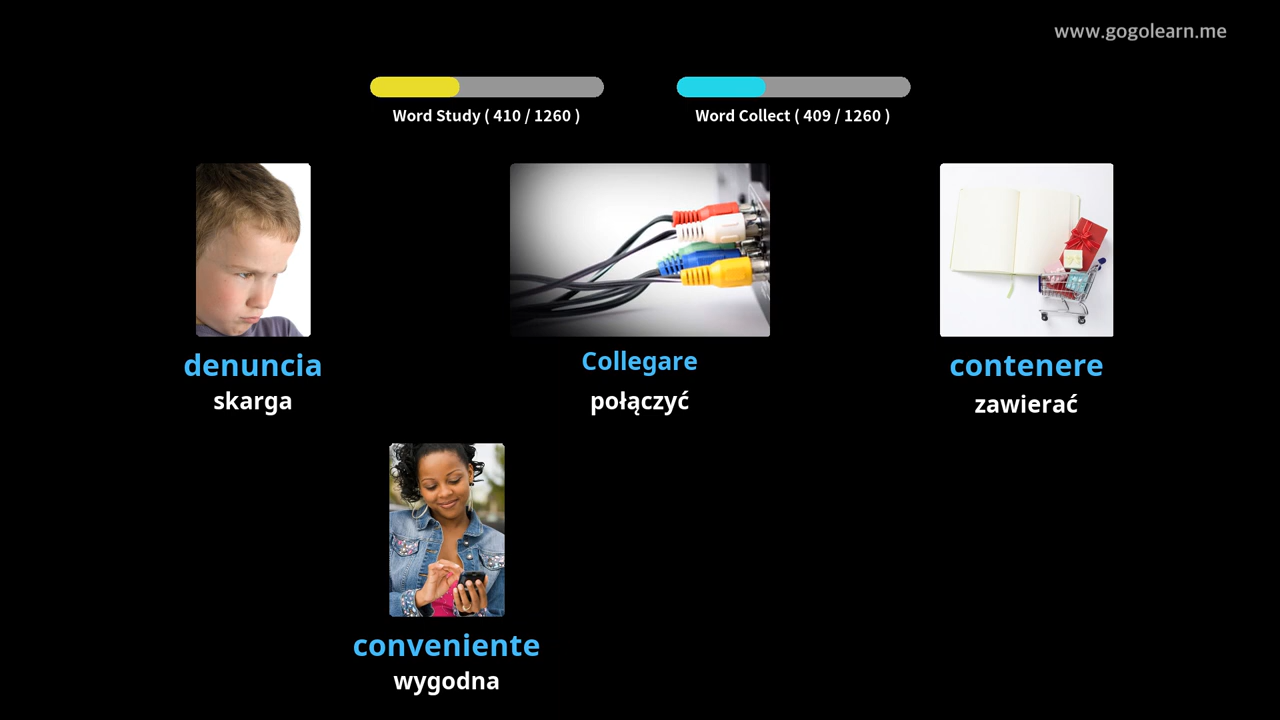 www.gogolearn.me
Word Study ( 410 / 1260 )
Word Collect ( 409 / 1260 )
denuncia
skarga
Collegare
połączyć
contenere
zawierać
conveniente
wygodna